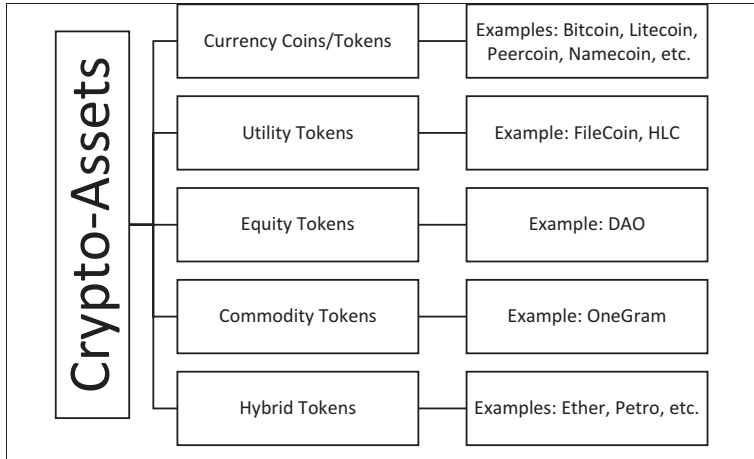 Crypto-Assets
Currency Coins/Tokens
Examples: Bitcoin, Litecoin,
Peercoin, Namecoin, etc.
Utility Tokens
Example: FileCoin, HLC
Equity Tokens
Example: DAO
Commodity Tokens
Example: OneGram
Hybrid Tokens
Examples: Ether, Petro, etc.